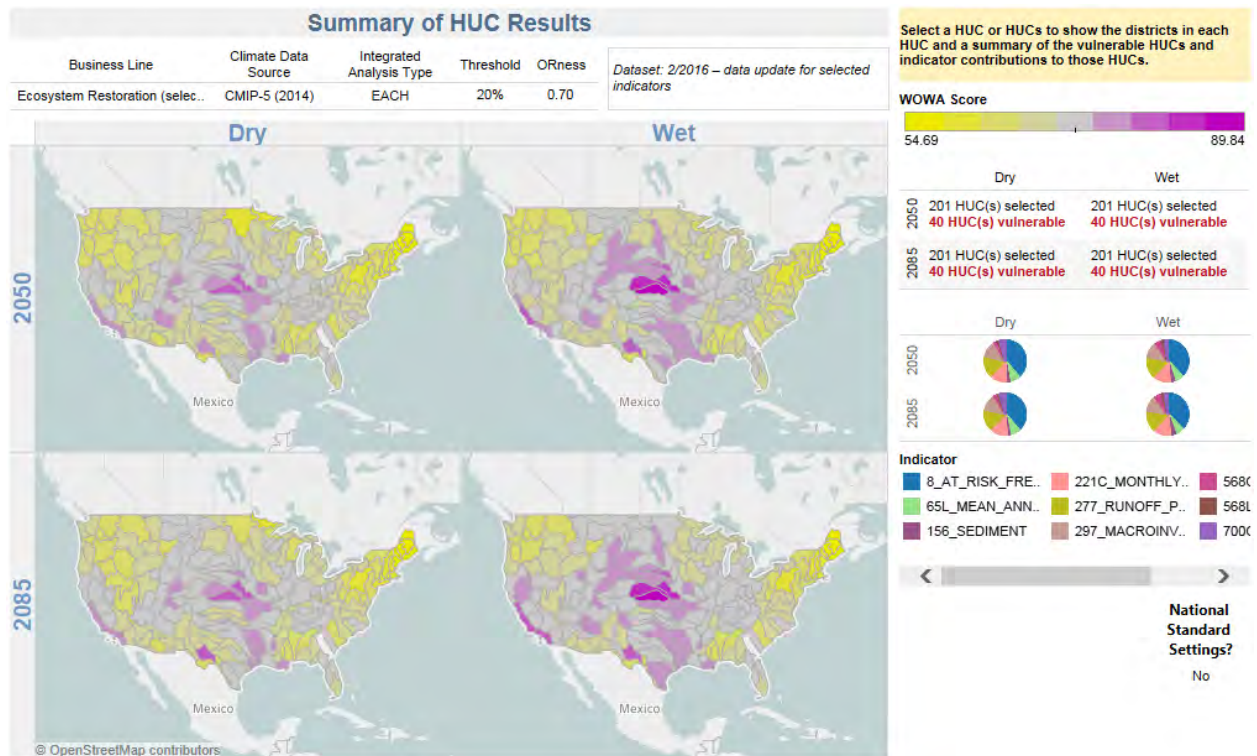 Summary of HUC Results
Business Line
Climate Data
Source
Integrated
Analysis Type
Threshold
ORness
Ecosystem Restoration (selec..
CMIP-5 (2014)
EACH
20%
0.70
Dataset: 2/2016 – data update for selected
indicators
Dry
Wet
2050
Mexico
Mexico
2085
Mexico
Mexico
© OpenStreetMap contributors
Select a HUC or HUCs to show the districts in each
HUC and a summary of the vulnerable HUCs and
indicator contributions to those HUCs.
WOWA Score
54.69
89.84
Dry
Wet
2050
201 HUC(s) selected
40 HUC(s) vulnerable
201 HUC(s) selected
40 HUC(s) vulnerable
2085
201 HUC(s) selected
40 HUC(s) vulnerable
201 HUC(s) selected
40 HUC(s) vulnerable
Dry
Wet
2050
2085
Indicator
8_AT_RISK_FRE..
221C_MONTHLY..
65L_MEAN_ANN..
277_RUNOFF_P..
156_SEDIMENT
297_MACROINV..
National
Standard
Settings?
No